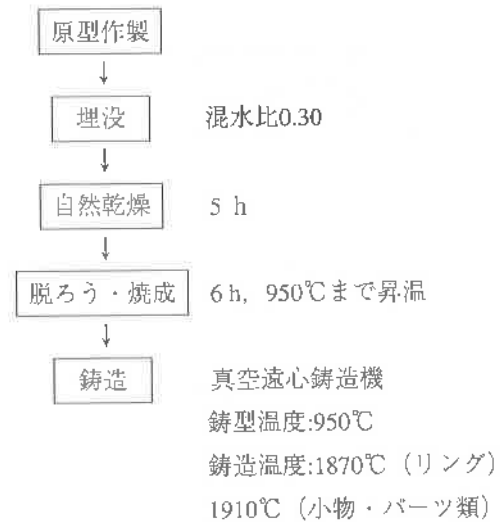 原型作製
埋没 混水比0.30
自然乾燥 5 h
脱ろう・焼成 6 h, 950℃まで昇温
鋳造 真空遠心鋳造機
鋳型温度:950℃
鋳造温度:1870℃（リング）
1910℃（小物・パーツ類）